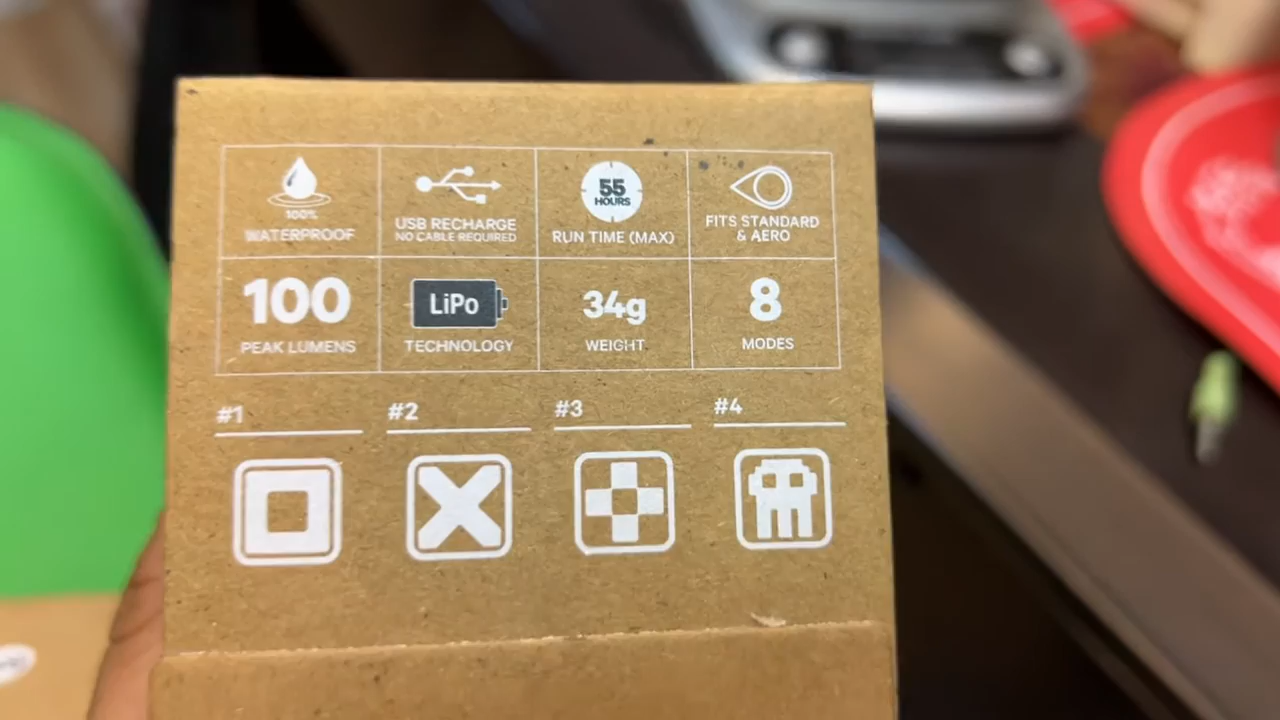 100%
WATERPROOF
USB RECHARGE
NO CABLE REQUIRED
55
HOURS
RUN TIME (MAX)
FITS STANDARD
& AERO
100
PEAK LUMENS
LiPo
TECHNOLOGY
34g
WEIGHT
8
MODES
#1
#2
#3
#4